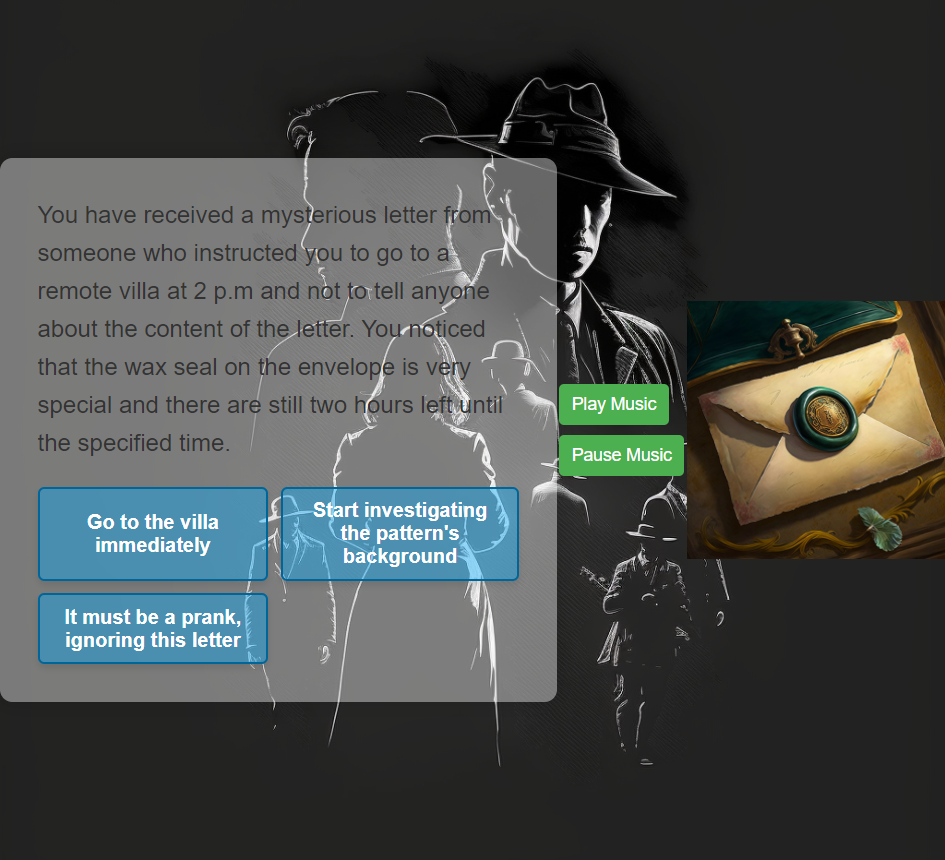 You have received a mysterious letter from
someone who instructed you to go to a
remote villa at 2 p.m and not to tell anyone
about the content of the letter. You noticed
that the wax seal on the envelope is very
special and there are still two hours left until
the specified time.
Go to the villa
immediately
Start investigating
the pattern's
background
It must be a prank,
ignoring this letter
Play Music
Pause Music